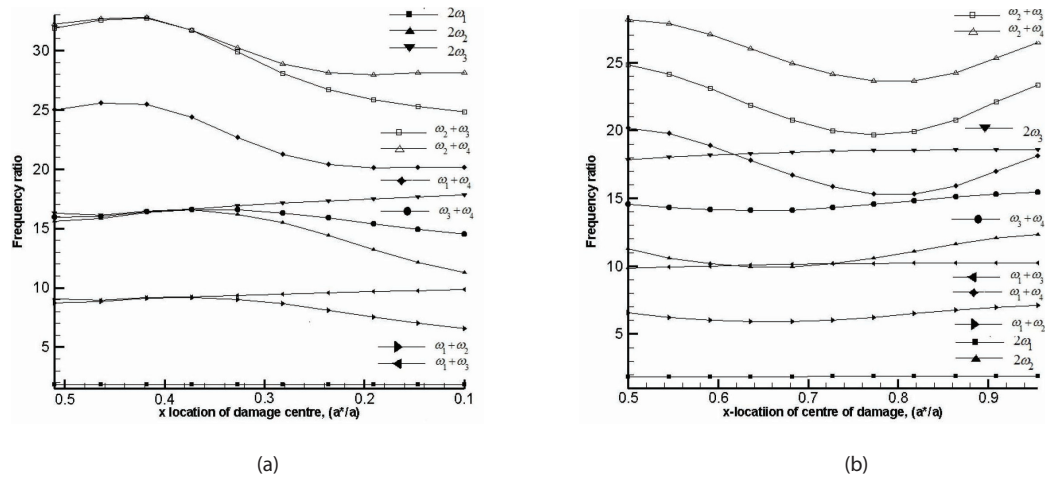 2ω₁
2ω₂
2ω₃
ω₂+ω₃
ω₂+ω₄
ω₁+ω₄
ω₃+ω₄
ω₁+ω₂
ω₁+ω₃
Frequency ratio
30
25
20
15
10
5
0.5 0.4 0.3 0.2 0.1
x location of damage centre, (a*/a)
(a)
ω₂+ω₃
ω₂+ω₄
2ω₃
ω₃+ω₄
ω₁+ω₃
ω₁+ω₄
ω₁+ω₂
2ω₁
2ω₂
Frequency ratio
25
20
15
10
5
0.5 0.6 0.7 0.8 0.9
x-locatiion of centre of damage, (a*/a)
(b)